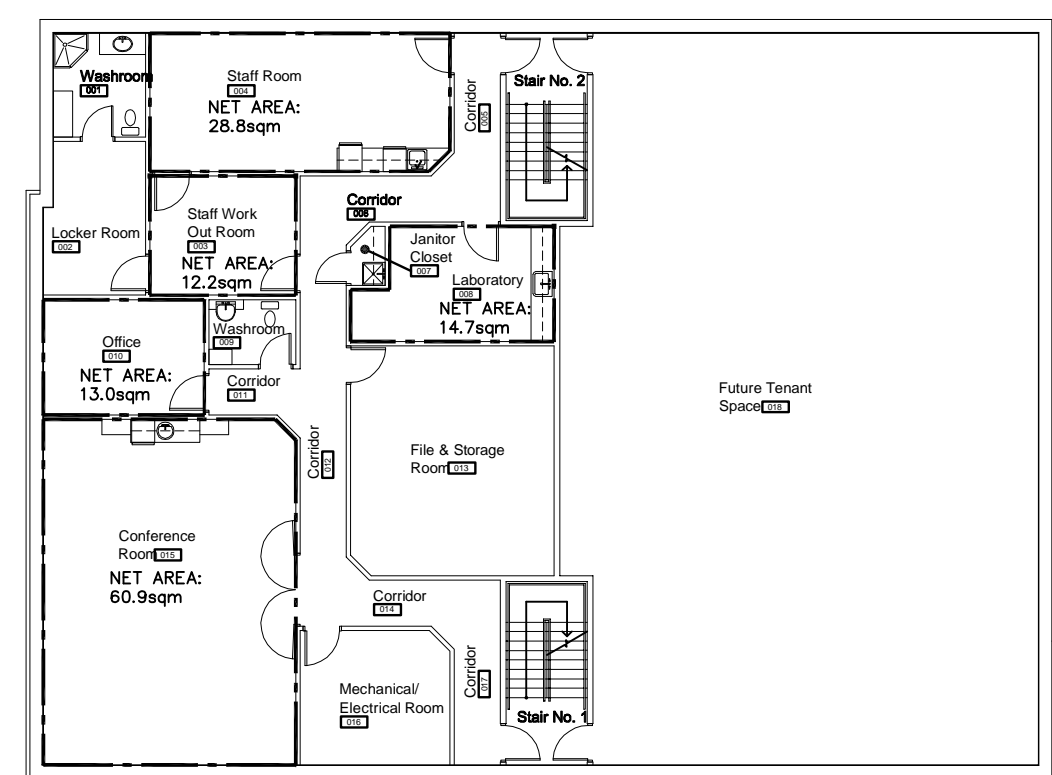 Washroom
001
Staff Room
004
NET AREA:
28.8sqm
Corridor
005
Stair No. 2
Corridor
006
Staff Work
Out Room
003
NET AREA:
12.2sqm
Locker Room
002
Janitor
Closet
007
Laboratory
008
NET AREA:
14.7sqm
Washroom
009
Office
010
NET AREA:
13.0sqm
Corridor
011
Future Tenant
Space 018
Corridor
012
File & Storage
Room 013
Conference
Room 015
NET AREA:
60.9sqm
Corridor
014
Mechanical/
Electrical Room
016
Corridor
017
Stair No. 1